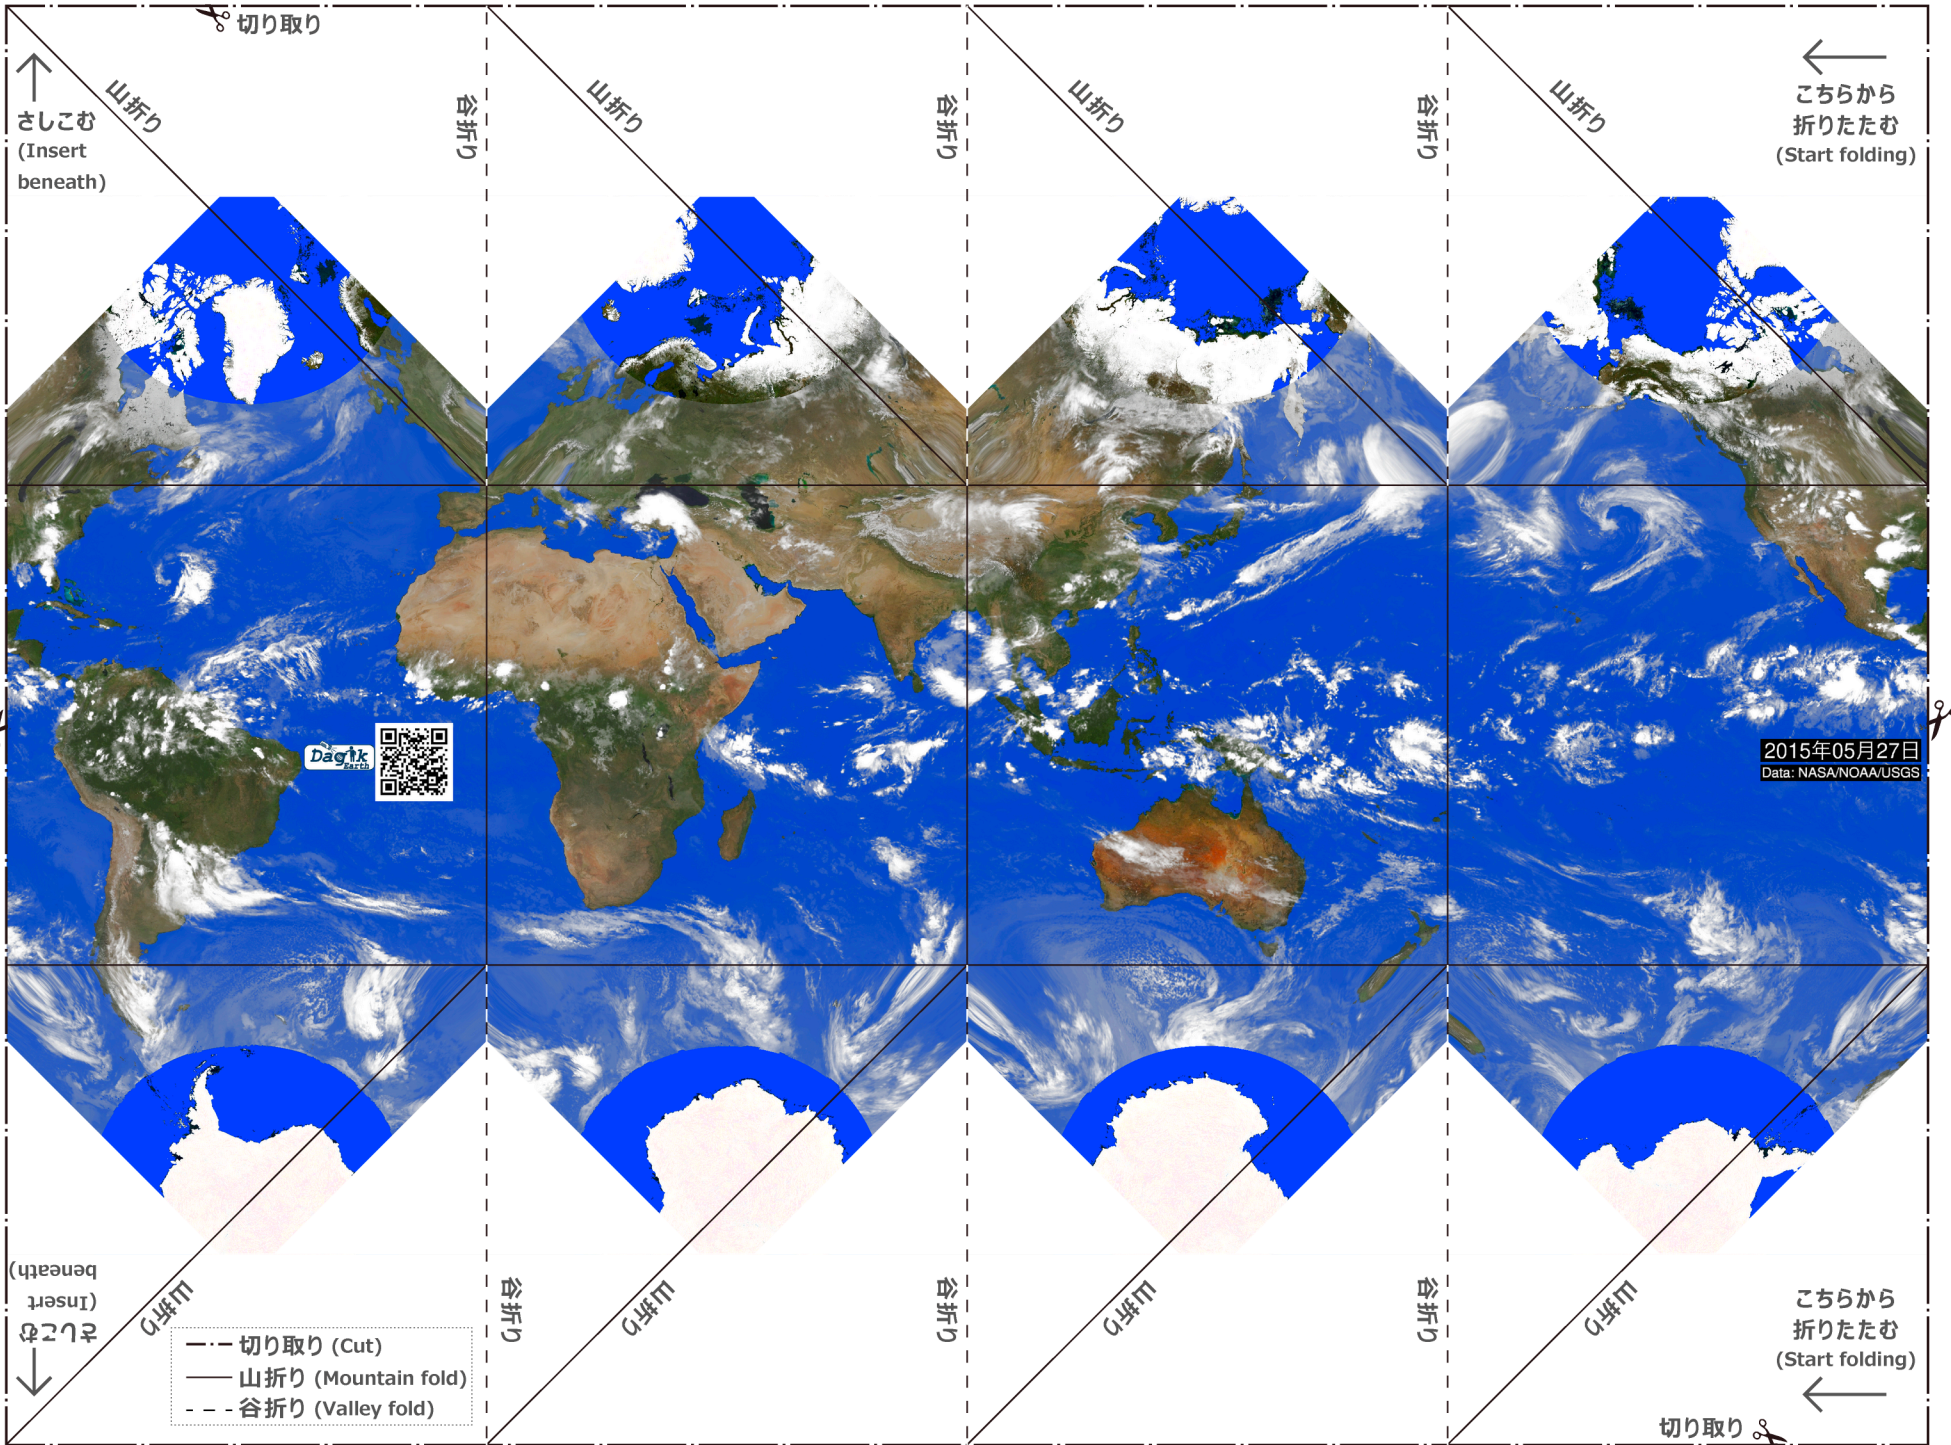 切り取り
山折り
谷折り
山折り
谷折り
山折り
谷折り
山折り
さしこむ
(Insert
beneath)
こちらから
折りたたむ
(Start folding)
Dagik
Earth
2015年05月27日
Data: NASA/NOAA/USGS
さしこむ
(Insert
beneath)
山折り
谷折り
山折り
谷折り
山折り
谷折り
山折り
こちらから
折りたたむ
(Start folding)
切り取り (Cut)
山折り (Mountain fold)
谷折り (Valley fold)
切り取り